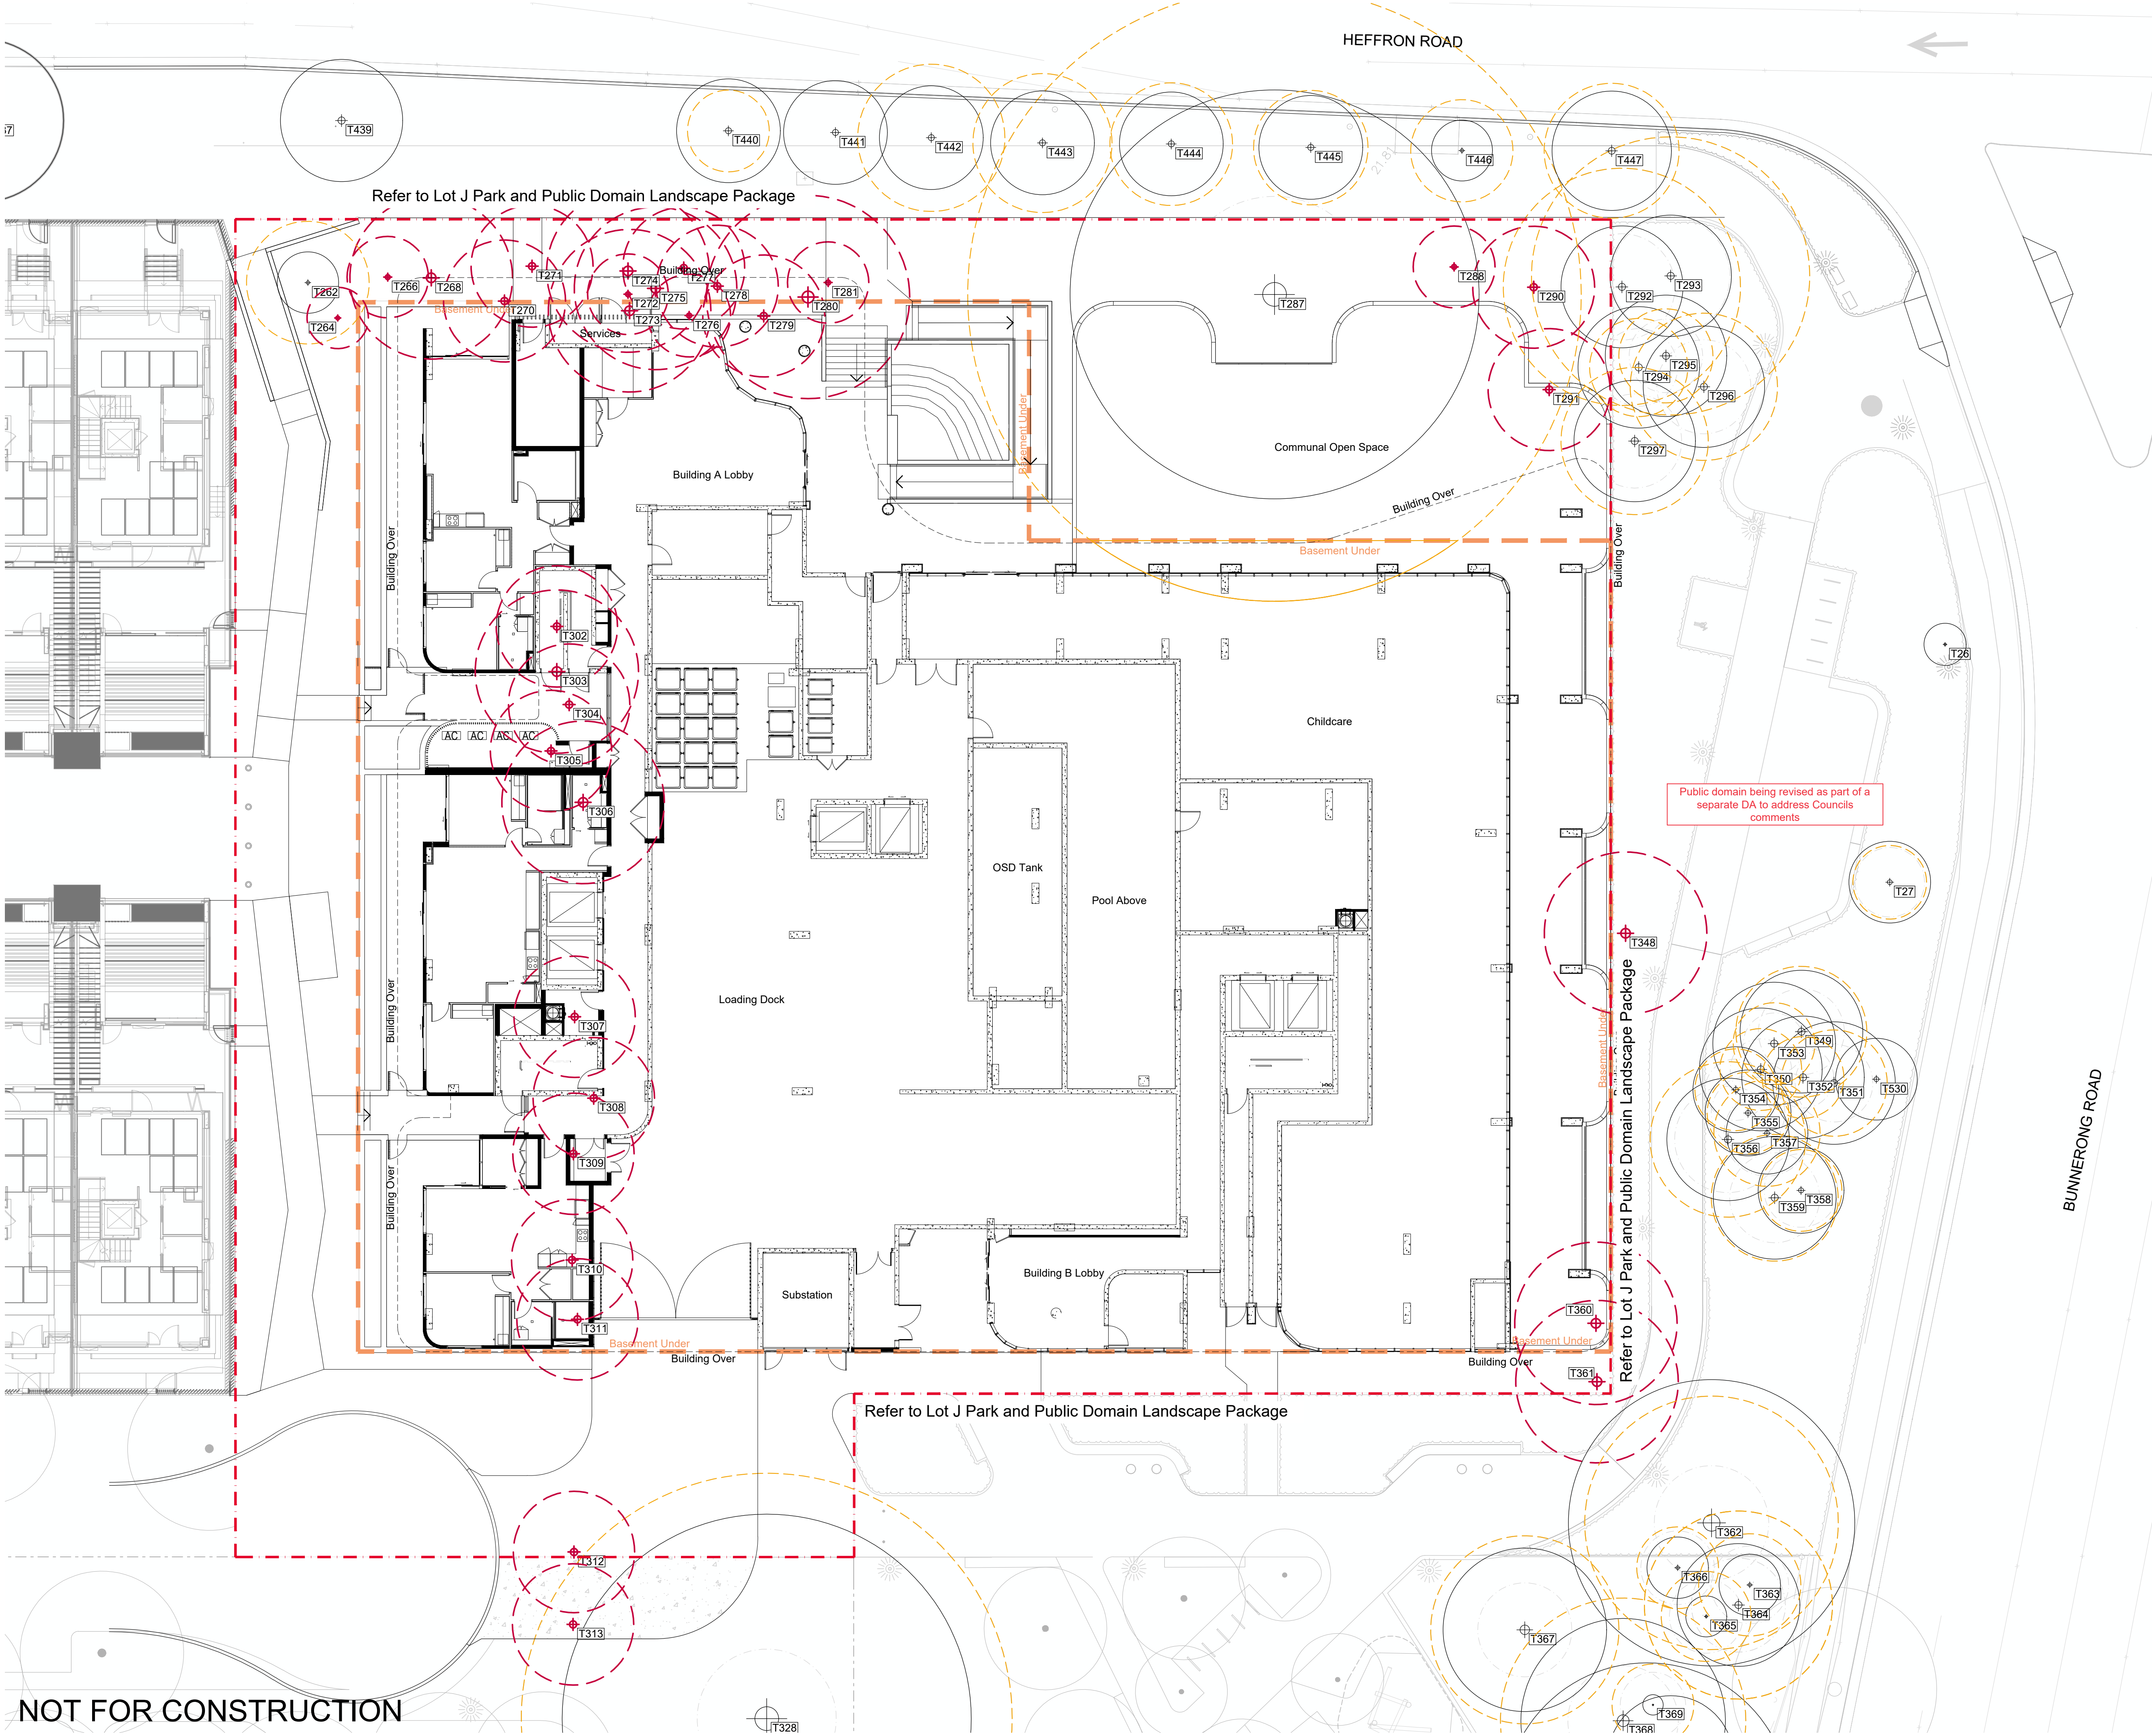 HEFFRON ROAD
37
T439
T440
T441
T442
T443
T444
T445
T446
T447
21.81
Refer to Lot J Park and Public Domain Landscape Package
T262
T264
T266
T268
T270
T271
T272
T273
T274
T275
T276
T277
T278
T279
T280
T281
Building Over
Basement Under
Services
T287
T288
T290
T291
T292
T293
T294
T295
T296
T297
Basement Under
Communal Open Space
Building A Lobby
Building Over
Building Over
Basement Under
Building Over
T302
T303
T304
T305
T306
AC
AC
AC
AC
Childcare
T26
Public domain being revised as part of a
separate DA to address Councils
comments
OSD Tank
Pool Above
T27
T348
Loading Dock
Building Over
T307
T308
T309
T310
T311
Basement Under
Refer to Lot J Park and Public Domain Landscape Package
T349
T353
T350
T352
T351
T530
T354
T355
T357
T356
T358
T359
BUNNERONG ROAD
Building Over
Building B Lobby
Substation
T360
T361
Basement Under
Basement Under
Building Over
Building Over
Refer to Lot J Park and Public Domain Landscape Package
T312
T313
T362
T366
T363
T364
T365
T367
T369
T368
T328
NOT FOR CONSTRUCTION